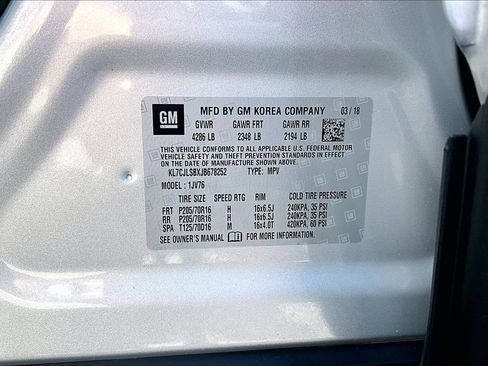 GM
MFD BY GM KOREA COMPANY 03 / 18
GVWR GAWR FRT GAWR RR
4286 LB 2348 LB 2194 LB
THIS VEHICLE CONFORMS TO ALL APPLICABLE U.S. FEDERAL MOTOR
VEHICLE SAFETY, BUMPER, AND THEFT PREVENTION STANDARDS IN EFFECT ON THE
DATE OF MANUFACTURE SHOWN ABOVE.
KL7CJLSBXJB678252 TYPE: MPV
MODEL : 1JV76
TIRE SIZE SPEED RTG RIM COLD TIRE PRESSURE
FRT P205/70R16 H 16x6.5J 240KPA, 35 PSI
RR P205/70R16 H 16x6.5J 240KPA, 35 PSI
SPA T125/70D16 M 16x4.0T 420KPA, 60 PSI
SEE OWNER'S MANUAL FOR MORE INFORMATION.